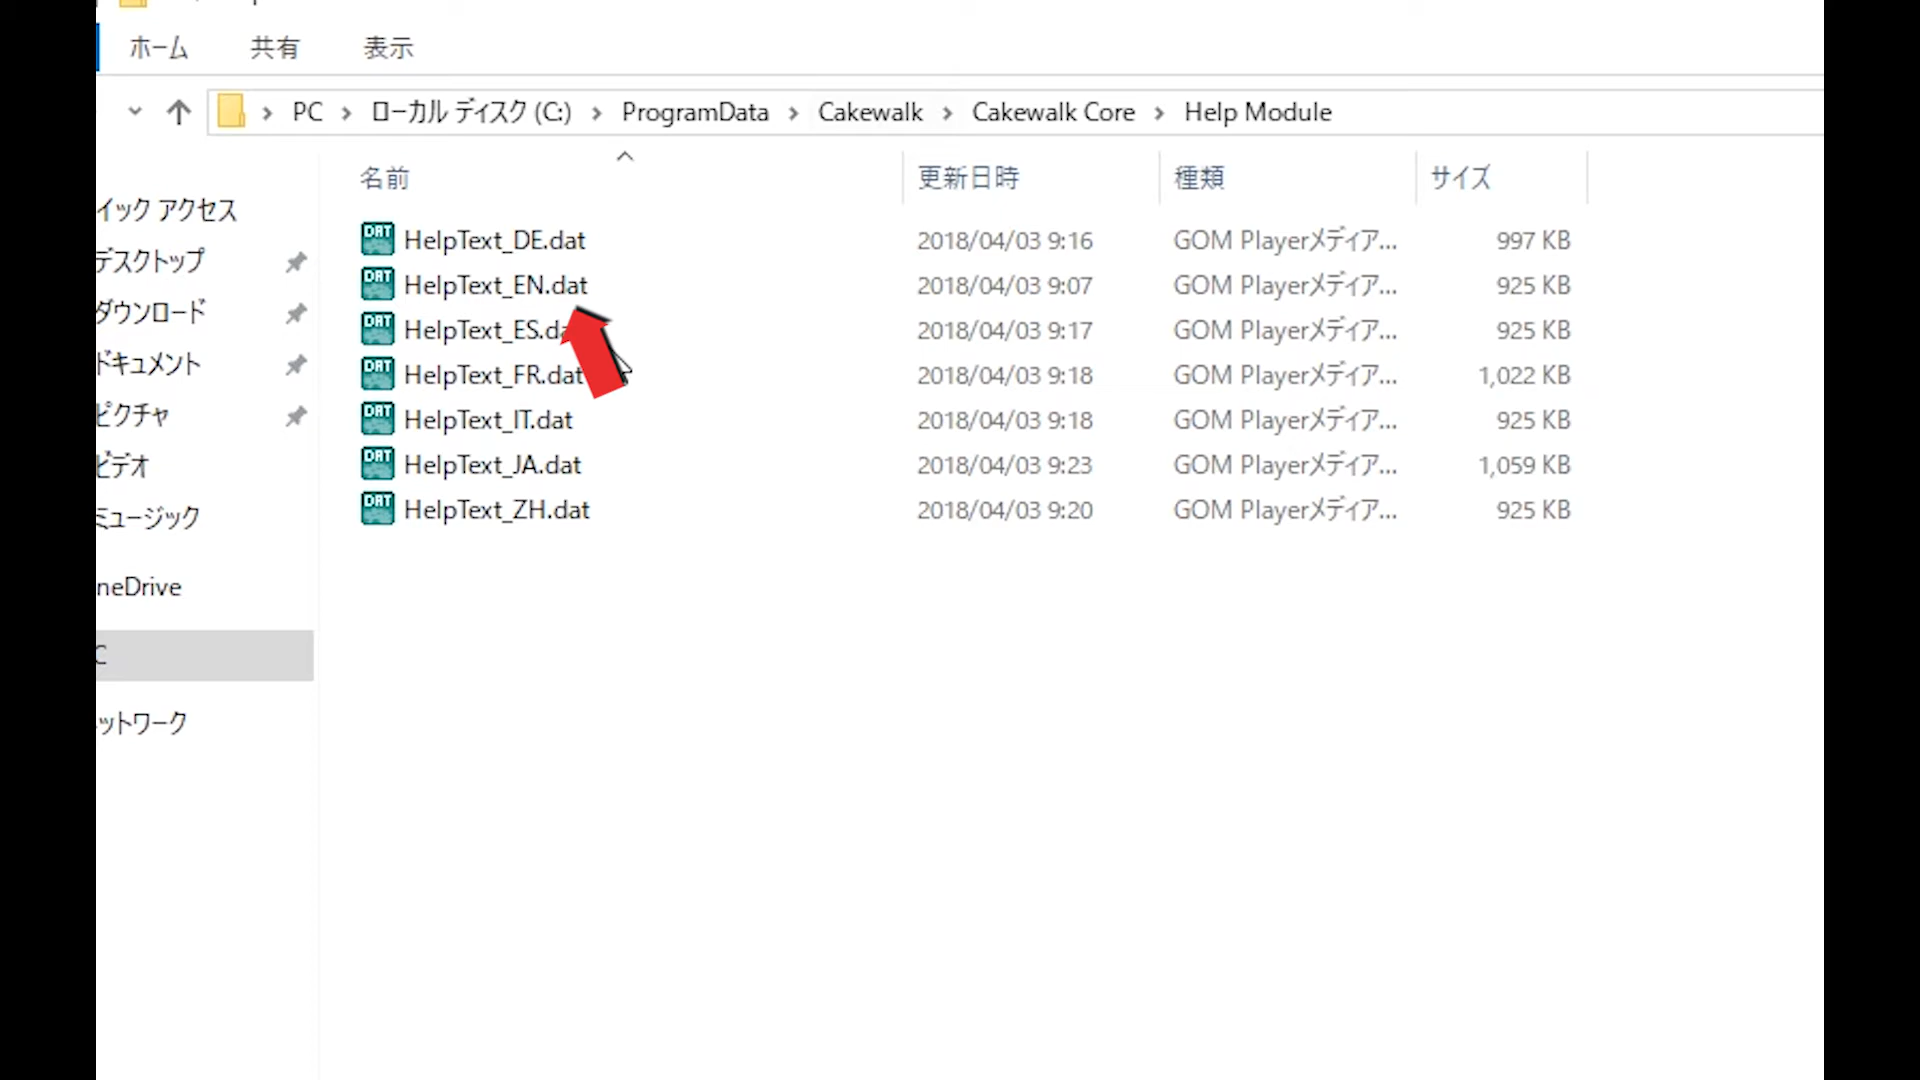 ホーム 共有 表示
PC › ローカル ディスク (C:) › ProgramData › Cakewalk › Cakewalk Core › Help Module
名前 更新日時 種類 サイズ
イック アクセス
デスクトップ
ダウンロード
ドキュメント
ピクチャ
ビデオ
ミュージック
neDrive
C
ットワーク
HelpText_DE.dat 2018/04/03 9:16 GOM Playerメディア... 997 KB
HelpText_EN.dat 2018/04/03 9:07 GOM Playerメディア... 925 KB
HelpText_ES.da 2018/04/03 9:17 GOM Playerメディア... 925 KB
HelpText_FR.dat 2018/04/03 9:18 GOM Playerメディア... 1,022 KB
HelpText_IT.dat 2018/04/03 9:18 GOM Playerメディア... 925 KB
HelpText_JA.dat 2018/04/03 9:23 GOM Playerメディア... 1,059 KB
HelpText_ZH.dat 2018/04/03 9:20 GOM Playerメディア... 925 KB